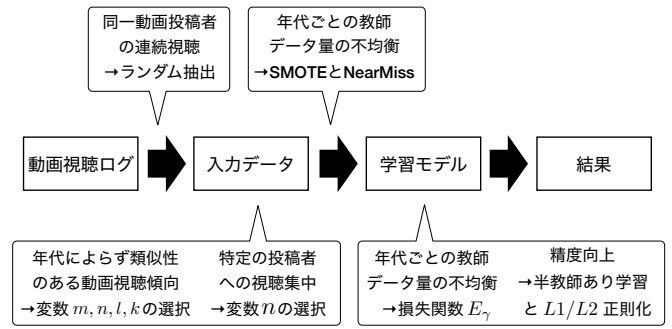 同一動画投稿者
の連続視聴
→ランダム抽出
年代ごとの教師
データ量の不均衡
→SMOTEとNearMiss
動画視聴ログ
入力データ
学習モデル
結果
年代によらず類似性
のある動画視聴傾向
→変数 m, n, l, k の選択
特定の投稿者
への視聴集中
→変数 n の選択
年代ごとの教師
データ量の不均衡
→損失関数 Eγ
精度向上
→半教師あり学習
と L1/L2 正則化